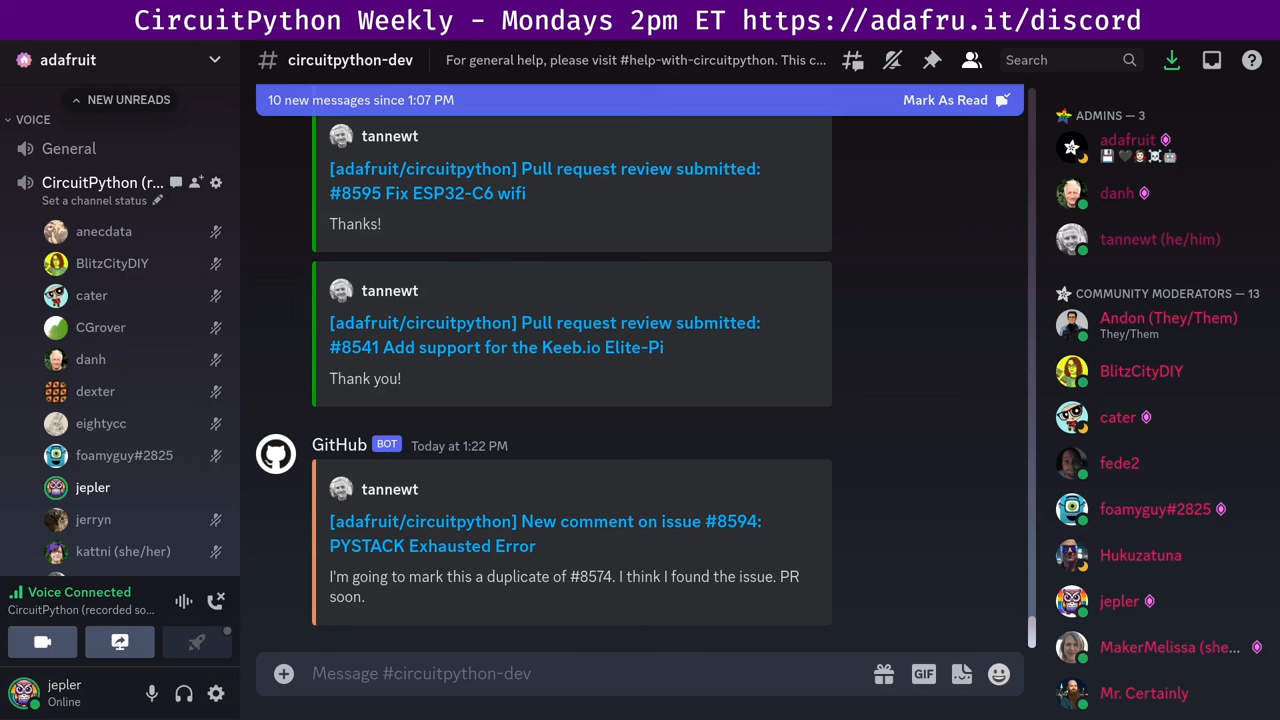 CircuitPython Weekly - Mondays 2pm ET https://adafru.it/discord
adafruit
# circuitpython-dev
For general help, please visit #help-with-circuitpython. This c...
Search
NEW UNREADS
VOICE
General
CircuitPython (r...
Set a channel status
anecdata
BlitzCityDIY
cater
CGrover
danh
dexter
eightycc
foamyguy#2825
jepler
jerryn
kattni (she/her)
Voice Connected
CircuitPython (recorded so...
jepler
Online
10 new messages since 1:07 PM
Mark As Read
tannewt
[adafruit/circuitpython] Pull request review submitted:
#8595 Fix ESP32-C6 wifi
Thanks!
tannewt
[adafruit/circuitpython] Pull request review submitted:
#8541 Add support for the Keeb.io Elite-Pi
Thank you!
GitHub BOT Today at 1:22 PM
tannewt
[adafruit/circuitpython] New comment on issue #8594:
PYSTACK Exhausted Error
I'm going to mark this a duplicate of #8574. I think I found the issue. PR
soon.
Message #circuitpython-dev
GIF
ADMINS — 3
adafruit
danh
tannewt (he/him)
COMMUNITY MODERATORS — 13
Andon (They/Them)
They/Them
BlitzCityDIY
cater
fede2
foamyguy#2825
Hukuzatuna
jepler
MakerMelissa (she...
Mr. Certainly